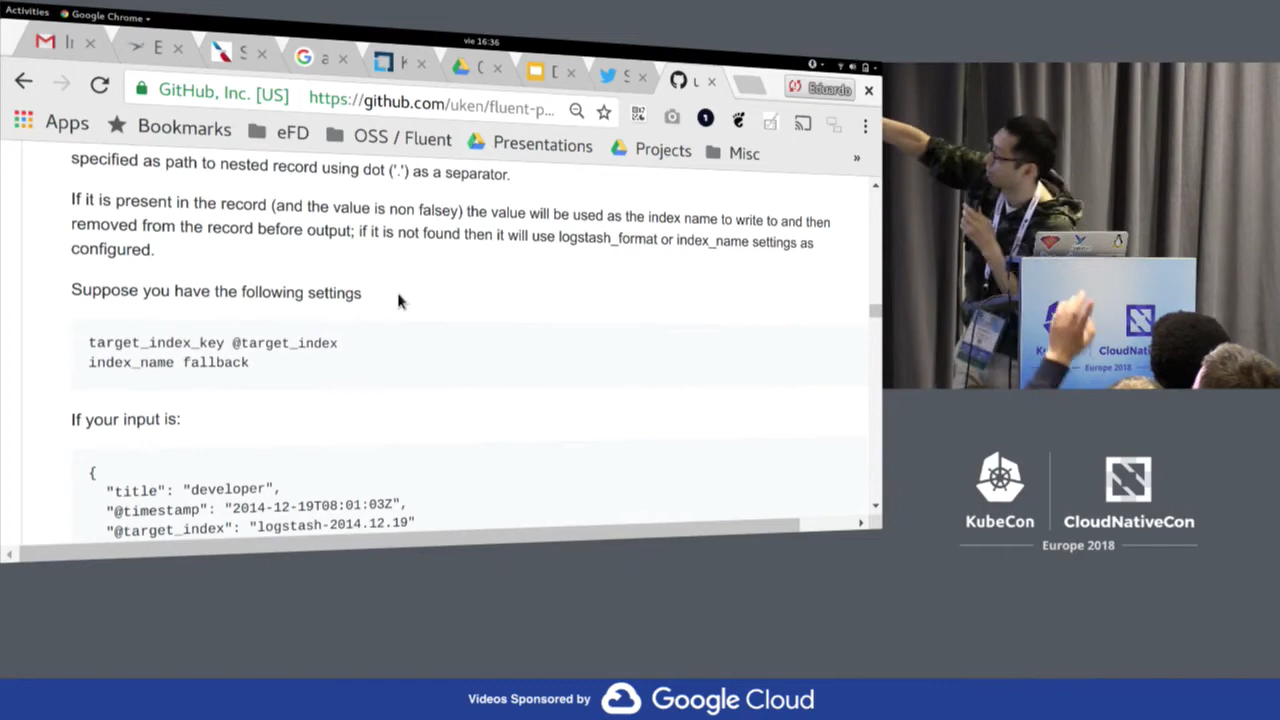 Activities Google Chrome
vie 16:36
Eduardo
GitHub, Inc. [US] https://github.com/uken/fluent-p...
Apps Bookmarks eFD OSS / Fluent Presentations Projects Misc »
specified as path to nested record using dot ('.') as a separator.
If it is present in the record (and the value is non falsey) the value will be used as the index name to write to and then
removed from the record before output; if it is not found then it will use logstash_format or index_name settings as
configured.
Suppose you have the following settings
target_index_key @target_index
index_name fallback
If your input is:
{
"title": "developer",
"@timestamp": "2014-12-19T08:01:03Z",
"@target_index": "logstash-2014.12.19"
CloudNati
Europe 2018
KubeCon CloudNativeCon
Europe 2018
Videos Sponsored by Google Cloud